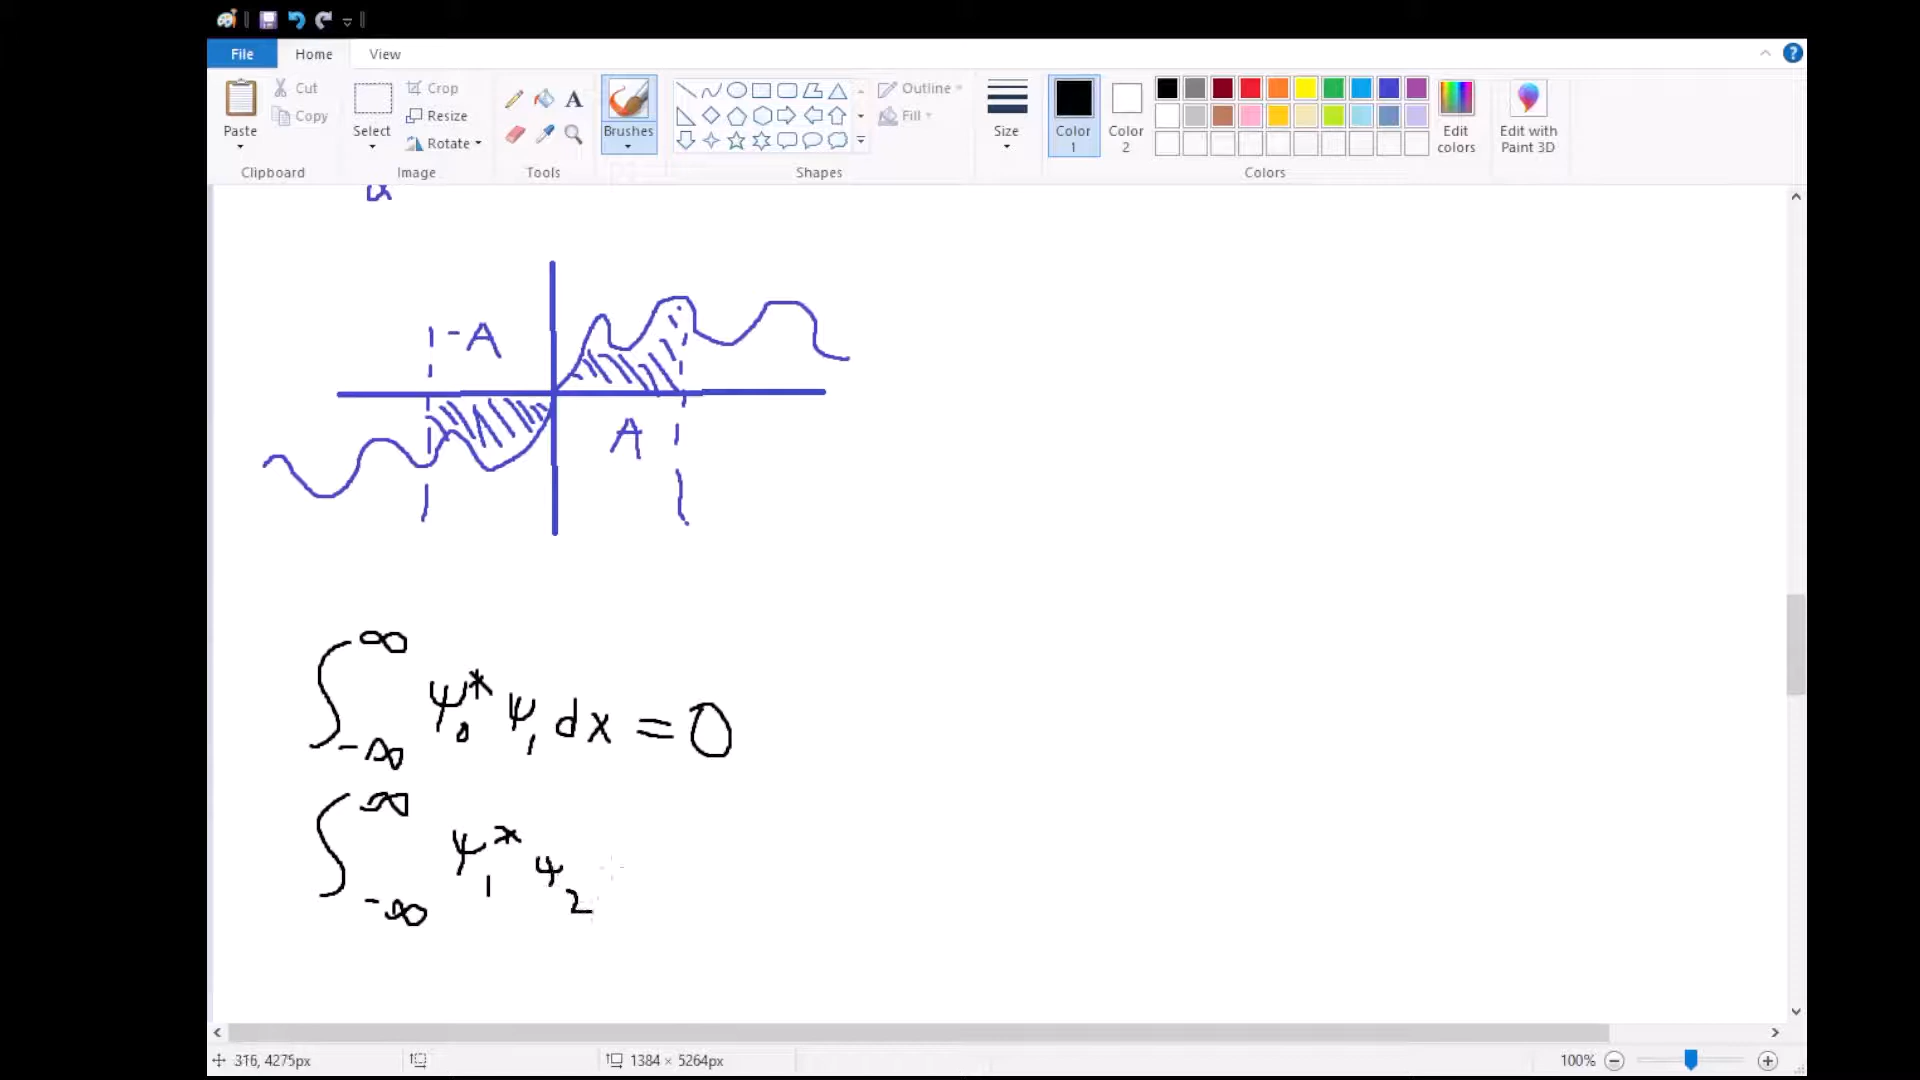 File Home View
Paste Cut Copy Clipboard
Select Crop Resize Rotate Image
A Tools
Brushes
Outline Fill Shapes
Size
Color 1 Color 2 Edit colors Edit with Paint 3D Colors
-A
A
∫_{-∞}^{∞} ψ₀* ψ₁ dx = 0
∫_{-∞}^{∞} ψ₁* ψ₂
316, 4275px 1384 × 5264px 100%